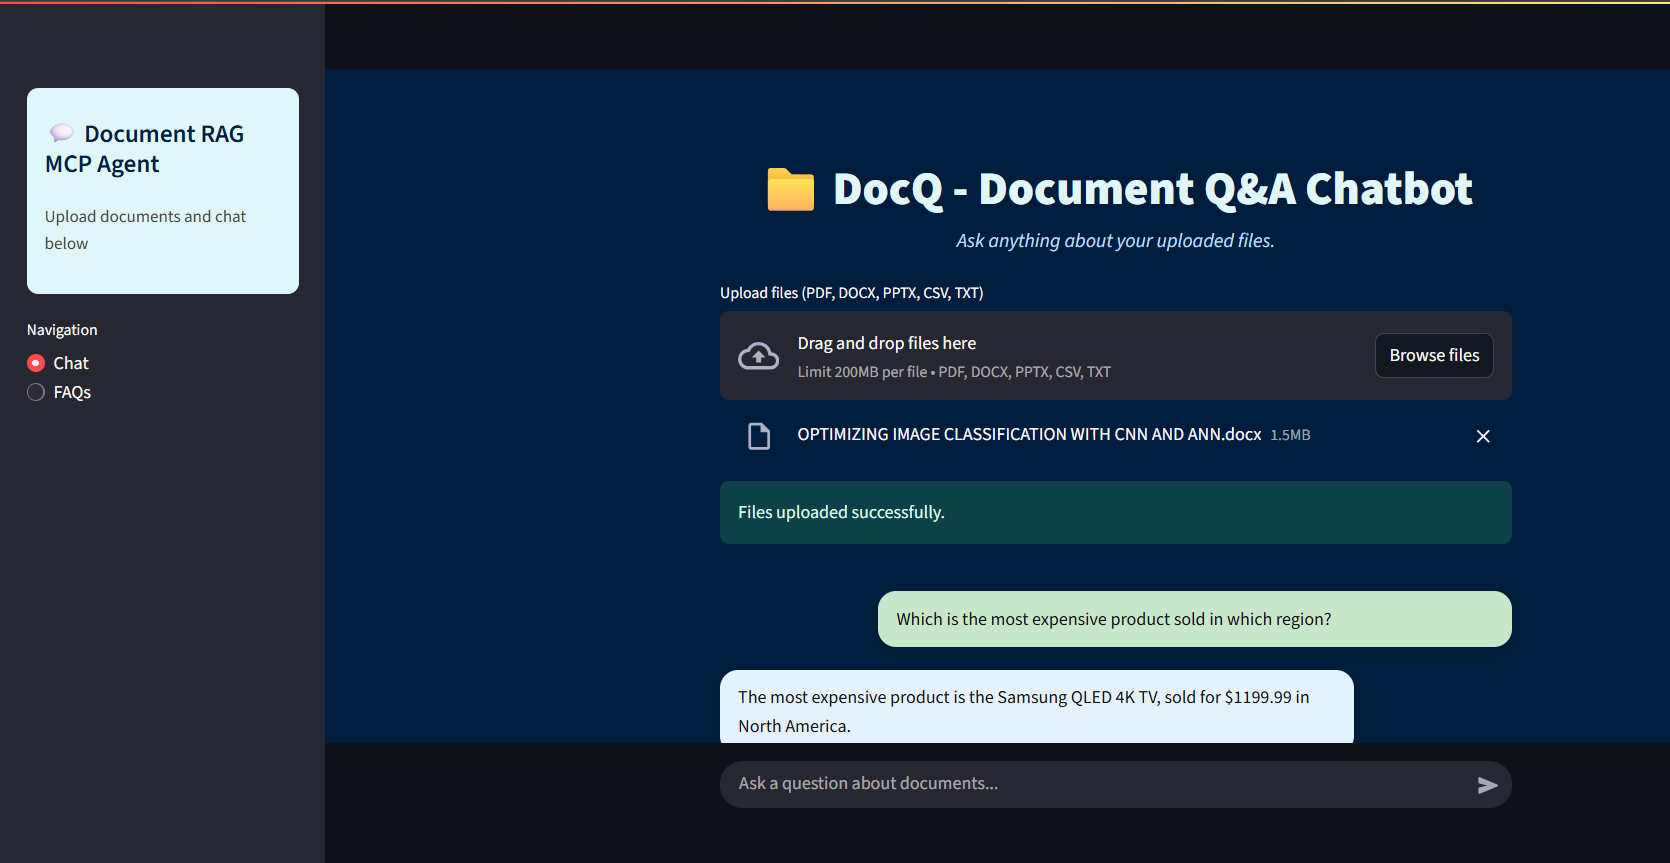 Document RAG
MCP Agent
Upload documents and chat
below
Navigation
Chat
FAQs
DocQ - Document Q&A Chatbot
Ask anything about your uploaded files.
Upload files (PDF, DOCX, PPTX, CSV, TXT)
Drag and drop files here
Limit 200MB per file • PDF, DOCX, PPTX, CSV, TXT
Browse files
OPTIMIZING IMAGE CLASSIFICATION WITH CNN AND ANN.docx 1.5MB
Files uploaded successfully.
Which is the most expensive product sold in which region?
The most expensive product is the Samsung QLED 4K TV, sold for $1199.99 in
North America.
Ask a question about documents...